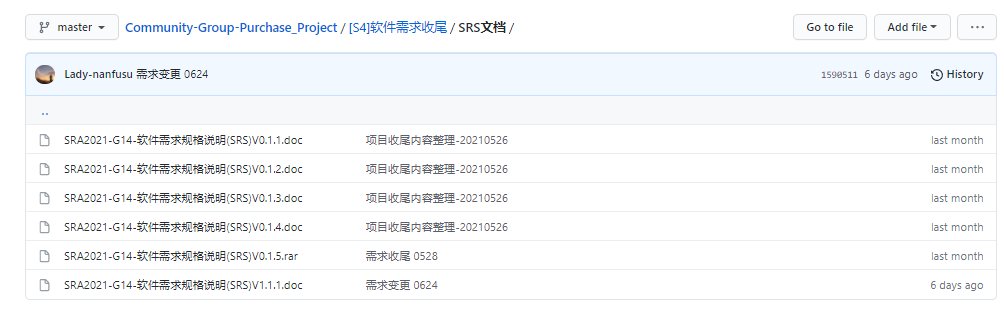 master Community-Group-Purchase_Project / [S4]软件需求收尾 / SRS文档 / Go to file Add file ...
Lady-nanfusu 需求变更 0624 1590511 6 days ago History
..
SRA2021-G14-软件需求规格说明(SRS)V0.1.1.doc 项目收尾内容整理-20210526 last month
SRA2021-G14-软件需求规格说明(SRS)V0.1.2.doc 项目收尾内容整理-20210526 last month
SRA2021-G14-软件需求规格说明(SRS)V0.1.3.doc 项目收尾内容整理-20210526 last month
SRA2021-G14-软件需求规格说明(SRS)V0.1.4.doc 项目收尾内容整理-20210526 last month
SRA2021-G14-软件需求规格说明(SRS)V0.1.5.rar 需求收尾 0528 last month
SRA2021-G14-软件需求规格说明(SRS)V1.1.1.doc 需求变更 0624 6 days ago